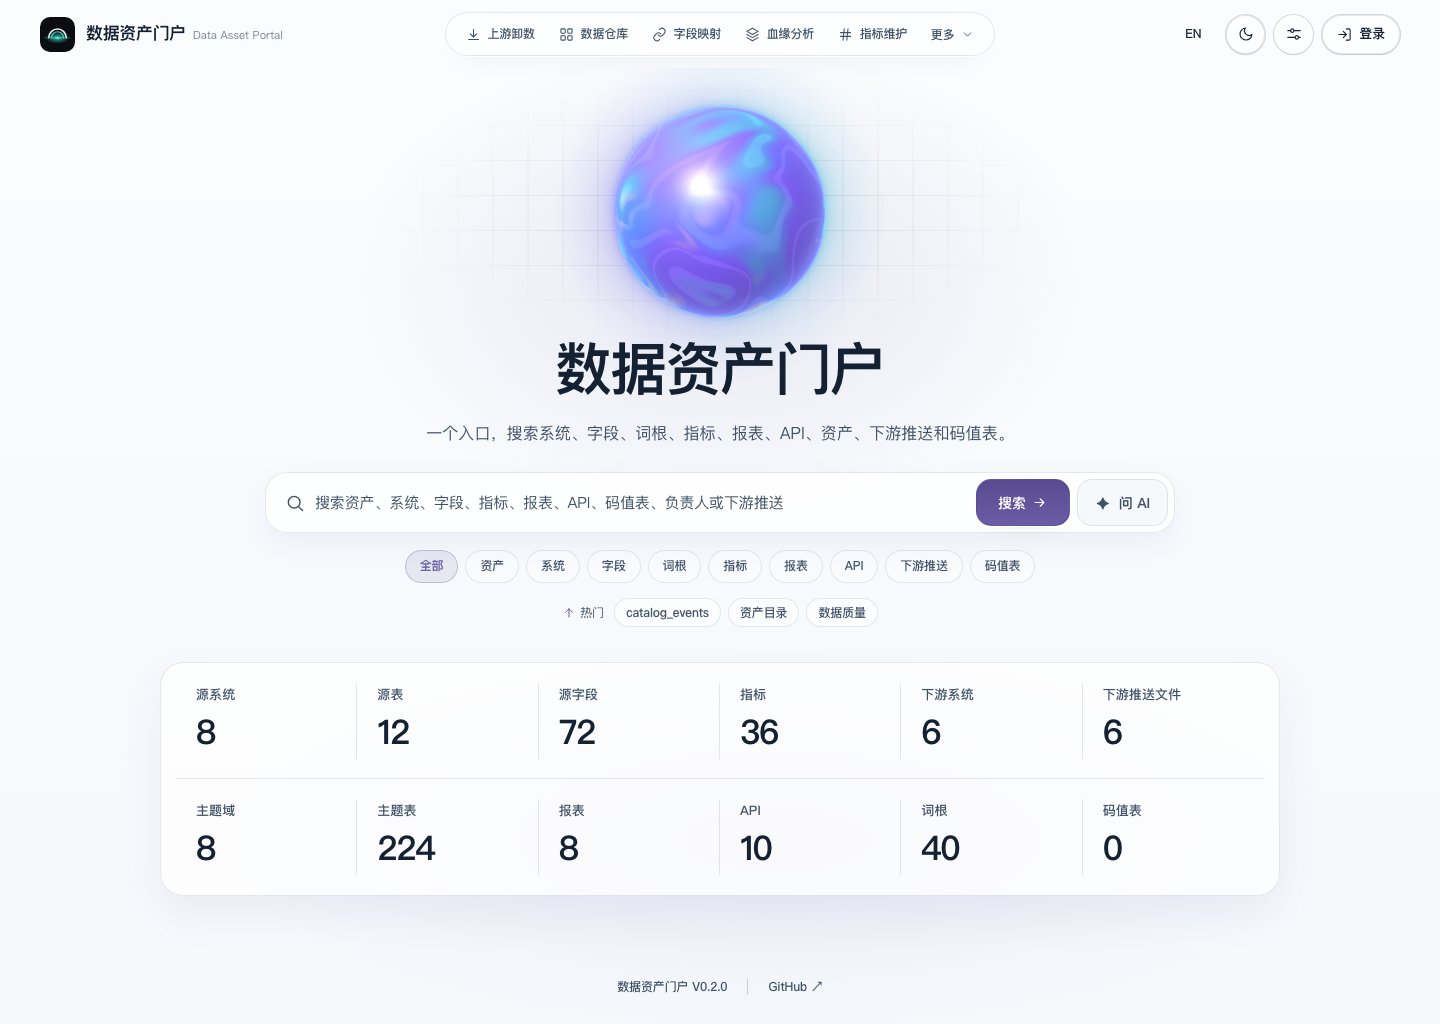 数据资产门户 Data Asset Portal
上游卸数 数据仓库 字段映射 血缘分析 指标维护 更多
EN 登录
数据资产门户
一个入口，搜索系统、字段、词根、指标、报表、API、资产、下游推送和码值表。
搜索资产、系统、字段、指标、报表、API、码值表、负责人或下游推送 搜索 → 问 AI
全部 资产 系统 字段 词根 指标 报表 API 下游推送 码值表
↑ 热门 catalog_events 资产目录 数据质量
源系统 源表 源字段 指标 下游系统 下游推送文件
8 12 72 36 6 6
主题域 主题表 报表 API 词根 码值表
8 224 8 10 40 0
数据资产门户 V0.2.0 GitHub ↗